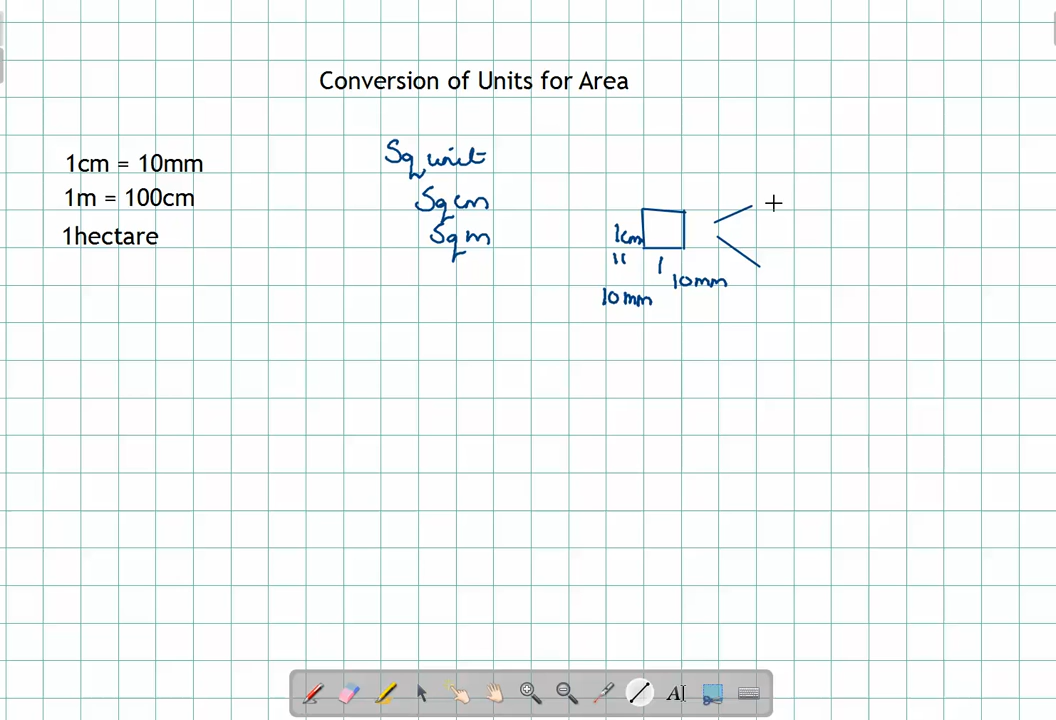 Conversion of Units for Area
1cm = 10mm
1m = 100cm
1hectare
Sq unit
Sq cm
Sq m
1cm
11
10mm
1
10mm
AI